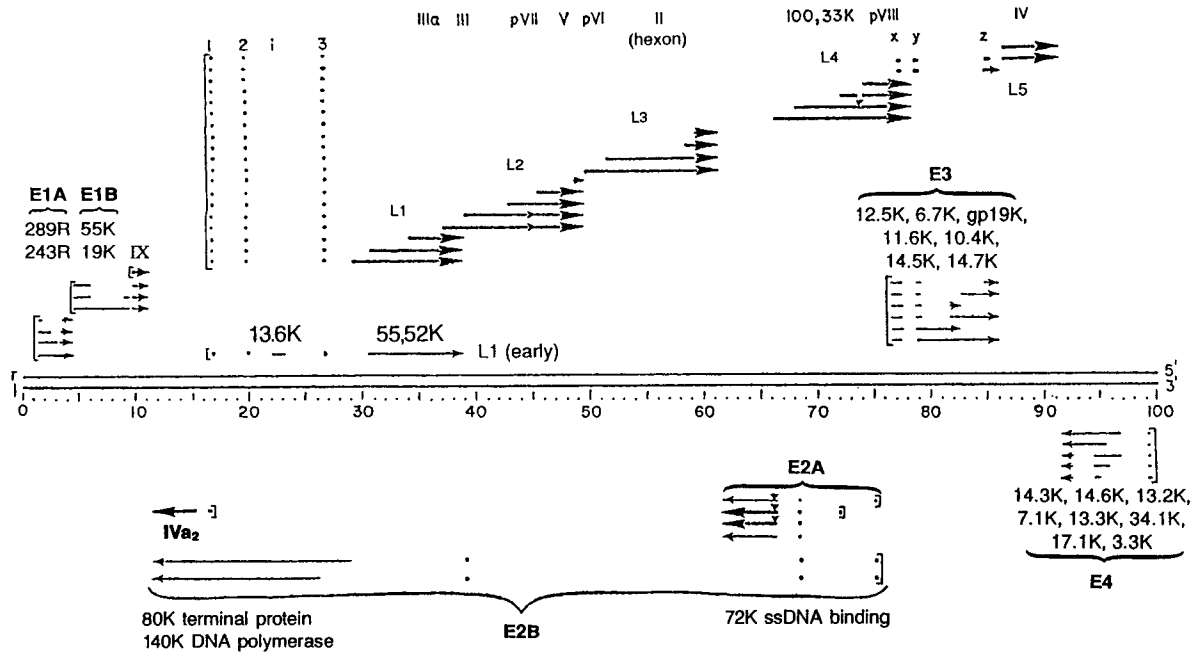 IIIa III pVII V pVI II 100,33K pVIII IV
(hexon)
1 2 i 3
x y z
L4
L5
L3
L2
L1
E1A E1B
289R 55K
243R 19K IX
E3
12.5K, 6.7K, gp19K,
11.6K, 10.4K,
14.5K, 14.7K
13.6K 55,52K
L1 (early)
r 5'
l 3'
0 10 20 30 40 50 60 70 80 90 100
E2A
IVa2
14.3K, 14.6K, 13.2K,
7.1K, 13.3K, 34.1K,
17.1K, 3.3K
E4
80K terminal protein
140K DNA polymerase
E2B
72K ssDNA binding